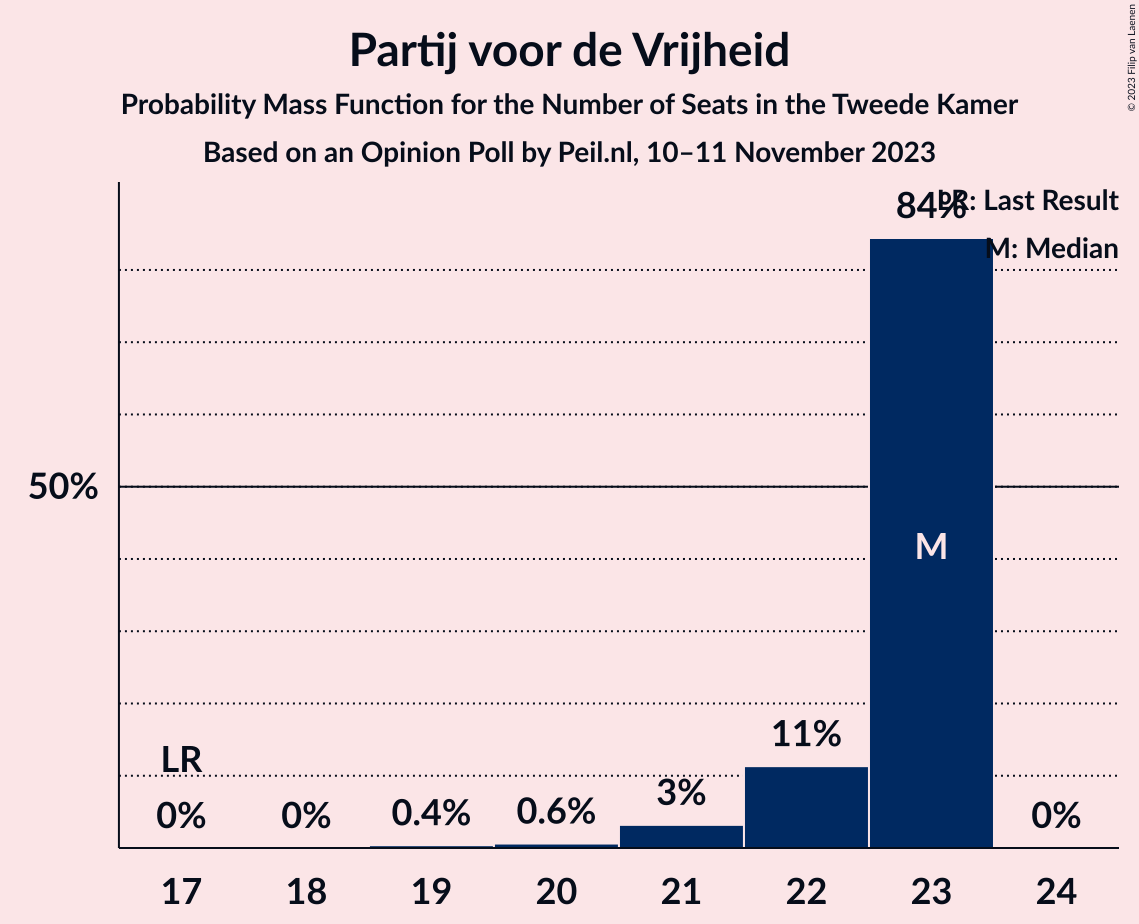 Partij voor de Vrijheid
Probability Mass Function for the Number of Seats in the Tweede Kamer
Based on an Opinion Poll by Peil.nl, 10–11 November 2023
© 2023 Filip van Laenen
LR: Last Result
M: Median
84%
50%
M
11%
LR
3%
0.6%
0.4%
0%
0%
0%
17 18 19 20 21 22 23 24